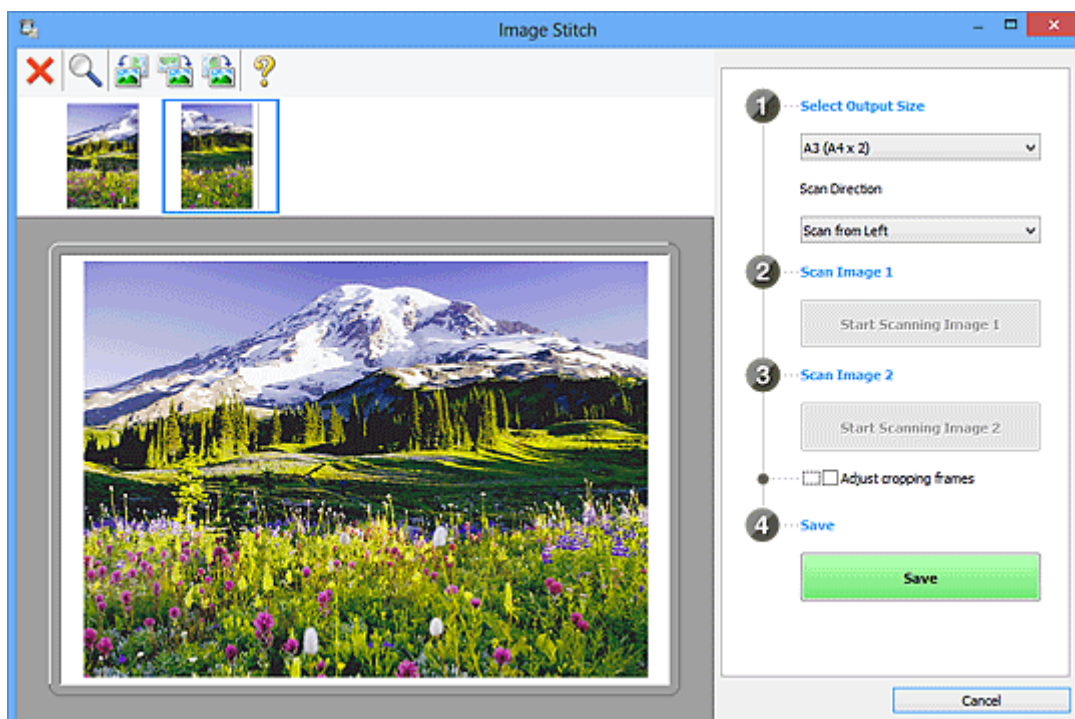 Image Stitch
1
Select Output Size
A3 (A4 x 2)
Scan Direction
Scan from Left
2
Scan Image 1
Start Scanning Image 1
3
Scan Image 2
Start Scanning Image 2
Adjust cropping frames
4
Save
Save
Cancel